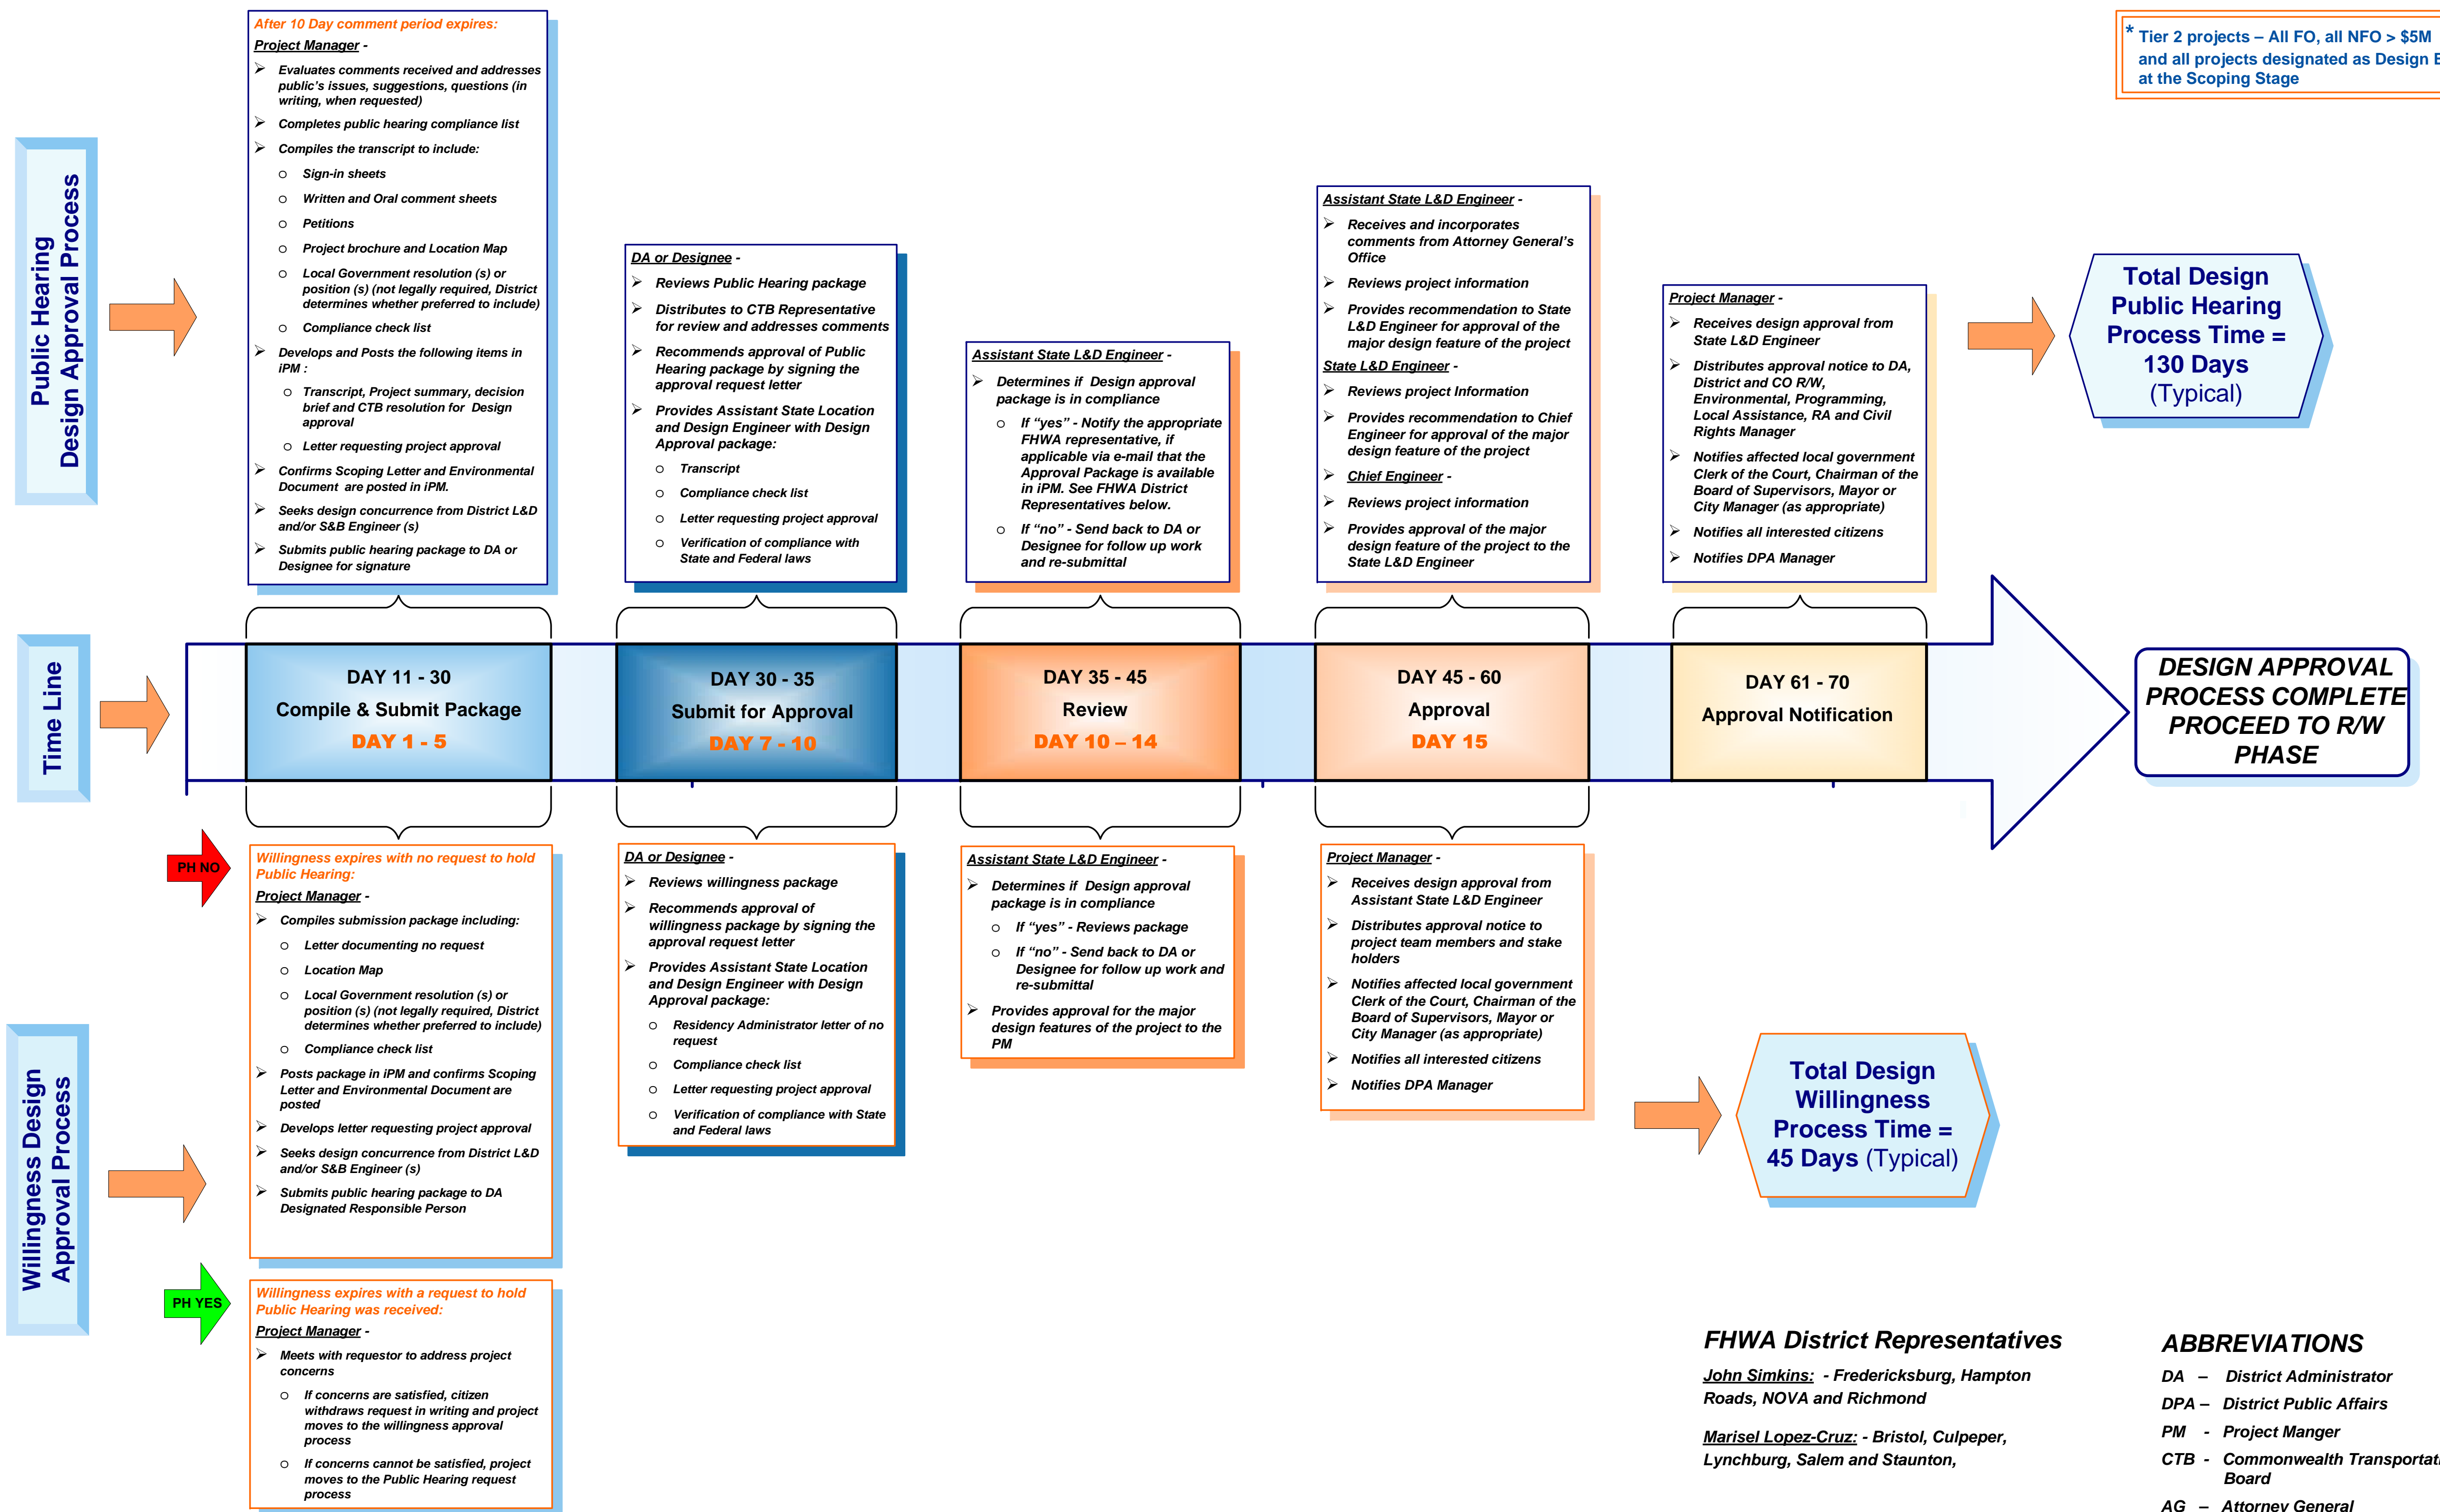 After 10 Day comment period expires:
Project Manager -
➢ Evaluates comments received and addresses
public's issues, suggestions, questions (in
writing, when requested)
➢ Completes public hearing compliance list
➢ Compiles the transcript to include:
o Sign-in sheets
o Written and Oral comment sheets
o Petitions
o Project brochure and Location Map
o Local Government resolution (s) or
position (s) (not legally required, District
determines whether preferred to include)
o Compliance check list
➢ Develops and Posts the following items in
iPM :
o Transcript, Project summary, decision
brief and CTB resolution for Design
approval
o Letter requesting project approval
➢ Confirms Scoping Letter and Environmental
Document are posted in iPM.
➢ Seeks design concurrence from District L&D
and/or S&B Engineer (s)
➢ Submits public hearing package to DA or
Designee for signature
* Tier 2 projects – All FO, all NFO > $5M
and all projects designated as Design
at the Scoping Stage
Public Hearing
Design Approval Process
DA or Designee -
➢ Reviews Public Hearing package
➢ Distributes to CTB Representative
for review and addresses comments
➢ Recommends approval of Public
Hearing package by signing the
approval request letter
➢ Provides Assistant State Location
and Design Engineer with Design
Approval package:
o Transcript
o Compliance check list
o Letter requesting project approval
o Verification of compliance with
State and Federal laws
Assistant State L&D Engineer -
➢ Determines if Design approval
package is in compliance
o If “yes” - Notify the appropriate
FHWA representative, if
applicable via e-mail that the
Approval Package is available
in iPM. See FHWA District
Representatives below.
o If “no” - Send back to DA or
Designee for follow up work
and re-submittal
Assistant State L&D Engineer -
➢ Receives and incorporates
comments from Attorney General’s
Office
➢ Reviews project information
➢ Provides recommendation to State
L&D Engineer for approval of the
major design feature of the project
State L&D Engineer -
➢ Reviews project Information
➢ Provides recommendation to Chief
Engineer for approval of the major
design feature of the project
➢ Chief Engineer -
➢ Reviews project information
➢ Provides approval of the major
design feature of the project to the
State L&D Engineer
Project Manager -
➢ Receives design approval from
State L&D Engineer
➢ Distributes approval notice to DA,
District and CO R/W,
Environmental, Programming,
Local Assistance, RA and Civil
Rights Manager
➢ Notifies affected local government
Clerk of the Court, Chairman of the
Board of Supervisors, Mayor or
City Manager (as appropriate)
➢ Notifies all interested citizens
➢ Notifies DPA Manager
Total Design
Public Hearing
Process Time =
130 Days
(Typical)
Time Line
DAY 11 - 30
Compile & Submit Package
DAY 1 - 5
DAY 30 - 35
Submit for Approval
DAY 7 - 10
DAY 35 - 45
Review
DAY 10 – 14
DAY 45 - 60
Approval
DAY 15
DAY 61 - 70
Approval Notification
DESIGN APPROVAL
PROCESS COMPLETE
PROCEED TO R/W
PHASE
Willingness Design
Approval Process
PH NO
Willingness expires with no request to hold
Public Hearing:
Project Manager -
➢ Compiles submission package including:
o Letter documenting no request
o Location Map
o Local Government resolution (s) or
position (s) (not legally required, District
determines whether preferred to include)
o Compliance check list
➢ Posts package in iPM and confirms Scoping
Letter and Environmental Document are
posted
➢ Develops letter requesting project approval
➢ Seeks design concurrence from District L&D
and/or S&B Engineer (s)
➢ Submits public hearing package to DA
Designated Responsible Person
PH YES
Willingness expires with a request to hold
Public Hearing was received:
Project Manager -
➢ Meets with requestor to address project
concerns
o If concerns are satisfied, citizen
withdraws request in writing and project
moves to the willingness approval
process
o If concerns cannot be satisfied, project
moves to the Public Hearing request
process
DA or Designee -
➢ Reviews willingness package
➢ Recommends approval of
willingness package by signing the
approval request letter
➢ Provides Assistant State Location
and Design Engineer with Design
Approval package:
o Residency Administrator letter of no
request
o Compliance check list
o Letter requesting project approval
o Verification of compliance with State
and Federal laws
Assistant State L&D Engineer -
➢ Determines if Design approval
package is in compliance
o If “yes” - Reviews package
o If “no” - Send back to DA or
Designee for follow up work and
re-submittal
➢ Provides approval for the major
design features of the project to the
PM
Project Manager -
➢ Receives design approval from
Assistant State L&D Engineer
➢ Distributes approval notice to
project team members and stake
holders
➢ Notifies affected local government
Clerk of the Court, Chairman of the
Board of Supervisors, Mayor or
City Manager (as appropriate)
➢ Notifies all interested citizens
➢ Notifies DPA Manager
Total Design
Willingness
Process Time =
45 Days (Typical)
FHWA District Representatives
John Simkins: - Fredericksburg, Hampton
Roads, NOVA and Richmond
Marisel Lopez-Cruz: - Bristol, Culpeper,
Lynchburg, Salem and Staunton,
ABBREVIATIONS
DA – District Administrator
DPA – District Public Affairs
PM - Project Manger
CTB - Commonwealth
Board
AG – Attorney General